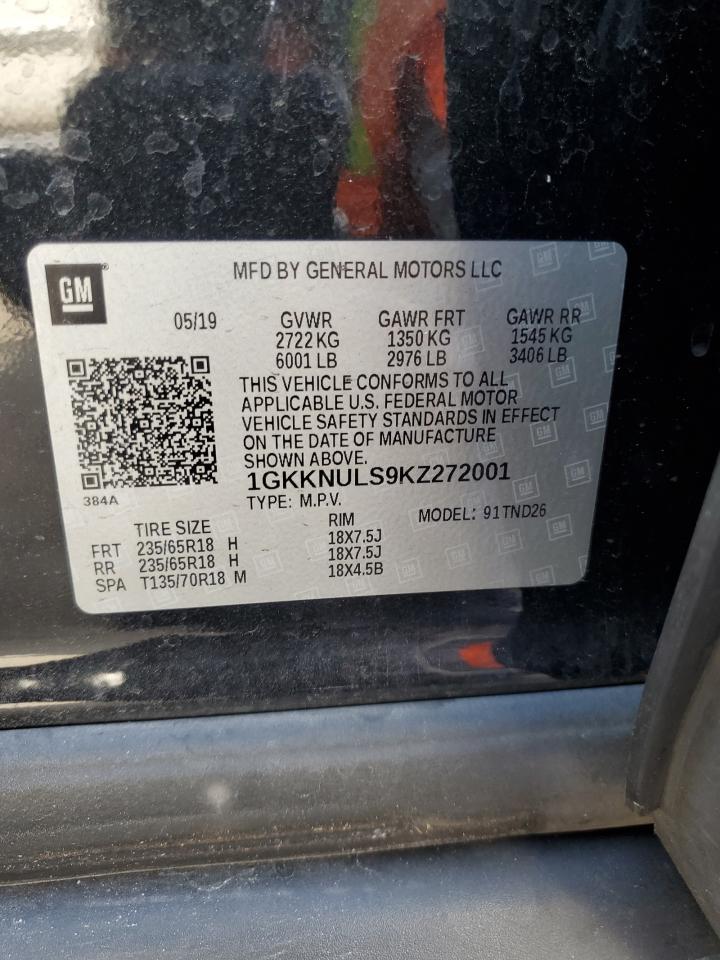 GM
MFD BY GENERAL MOTORS LLC
05/19 GVWR GAWR FRT GAWR RR
2722 KG 1350 KG 1545 KG
6001 LB 2976 LB 3406 LB
THIS VEHICLE CONFORMS TO ALL
APPLICABLE U.S. FEDERAL MOTOR
VEHICLE SAFETY STANDARDS IN EFFECT
ON THE DATE OF MANUFACTURE
SHOWN ABOVE.
1GKKNULS9KZ272001
384A
TYPE: M.P.V. MODEL: 91TND26
TIRE SIZE RIM
FRT 235/65R18 H 18X7.5J
RR 235/65R18 H 18X7.5J
SPA T135/70R18 M 18X4.5B